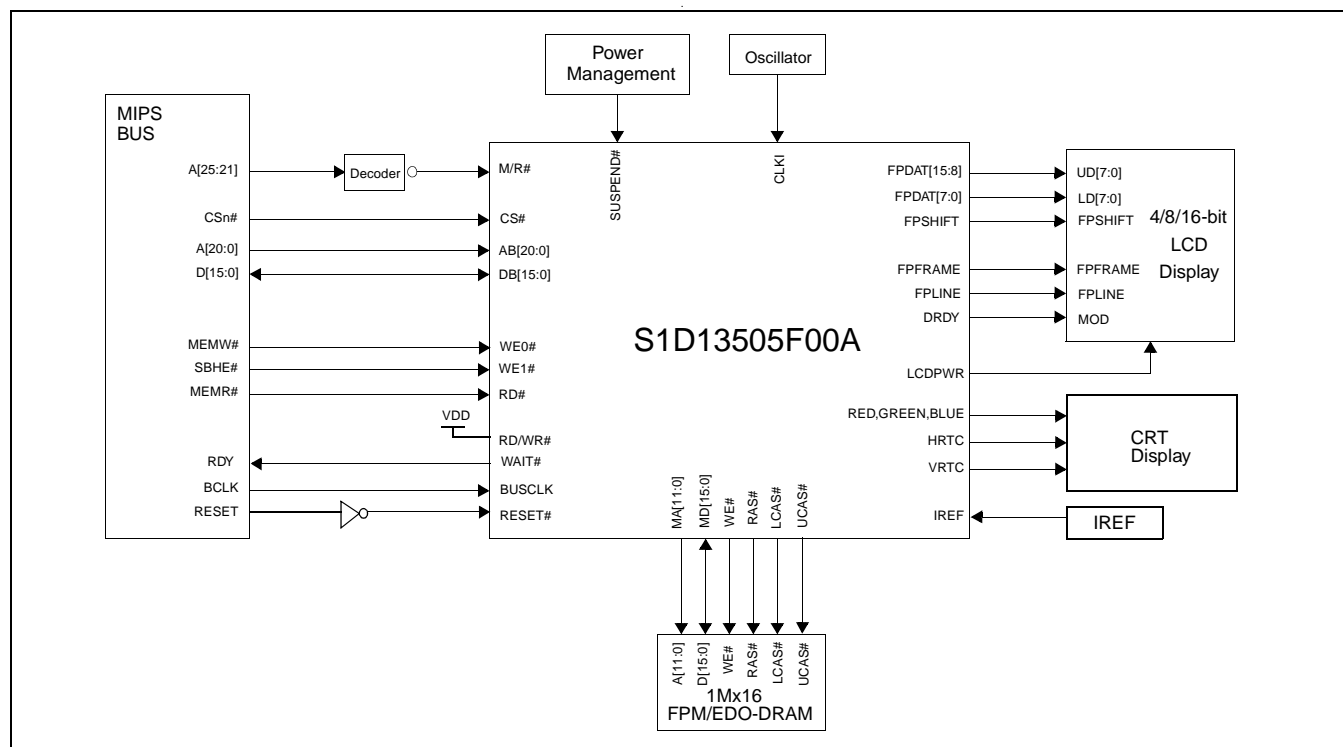 Power
Management
Oscillator
MIPS
BUS
A[25:21]
Decoder
M/R#
SUSPEND#
CLKI
FPDAT[15:8]
UD[7:0]
FPDAT[7:0]
LD[7:0]
CSn#
CS#
FPSHIFT
FPSHIFT
4/8/16-bit
LCD
Display
A[20:0]
AB[20:0]
D[15:0]
DB[15:0]
FPFRAME
FPFRAME
FPLINE
FPLINE
DRDY
MOD
S1D13505F00A
MEMW#
WE0#
SBHE#
WE1#
LCDPWR
MEMR#
RD#
VDD
RD/WR#
RED,GREEN,BLUE
CRT
Display
HRTC
VRTC
RDY
WAIT#
BCLK
BUSCLK
RESET
RESET#
MA[11:0]
MD[15:0]
WE#
RAS#
LCAS#
UCAS#
IREF
IREF
A[11:0]
D[15:0]
WE#
RAS#
LCAS#
UCAS#
1Mx16
FPM/EDO-DRAM